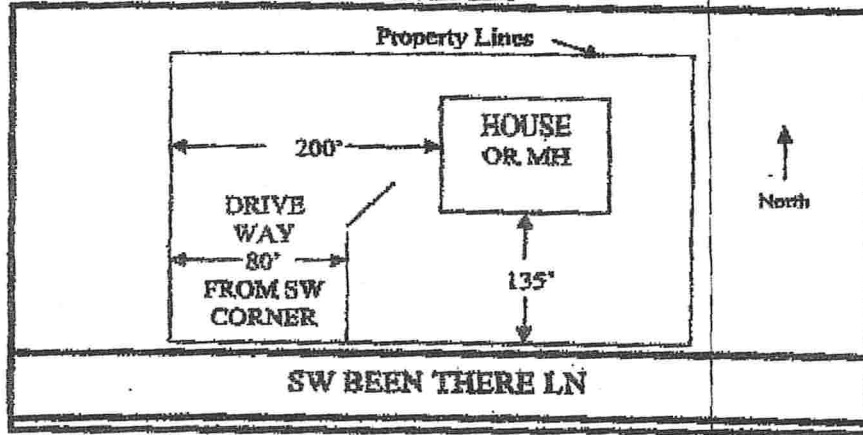 Property Lines
HOUSE
OR MH
200'
North
DRIVE
WAY
80'
FROM SW
CORNER
135'
SW BEEN THERE LN